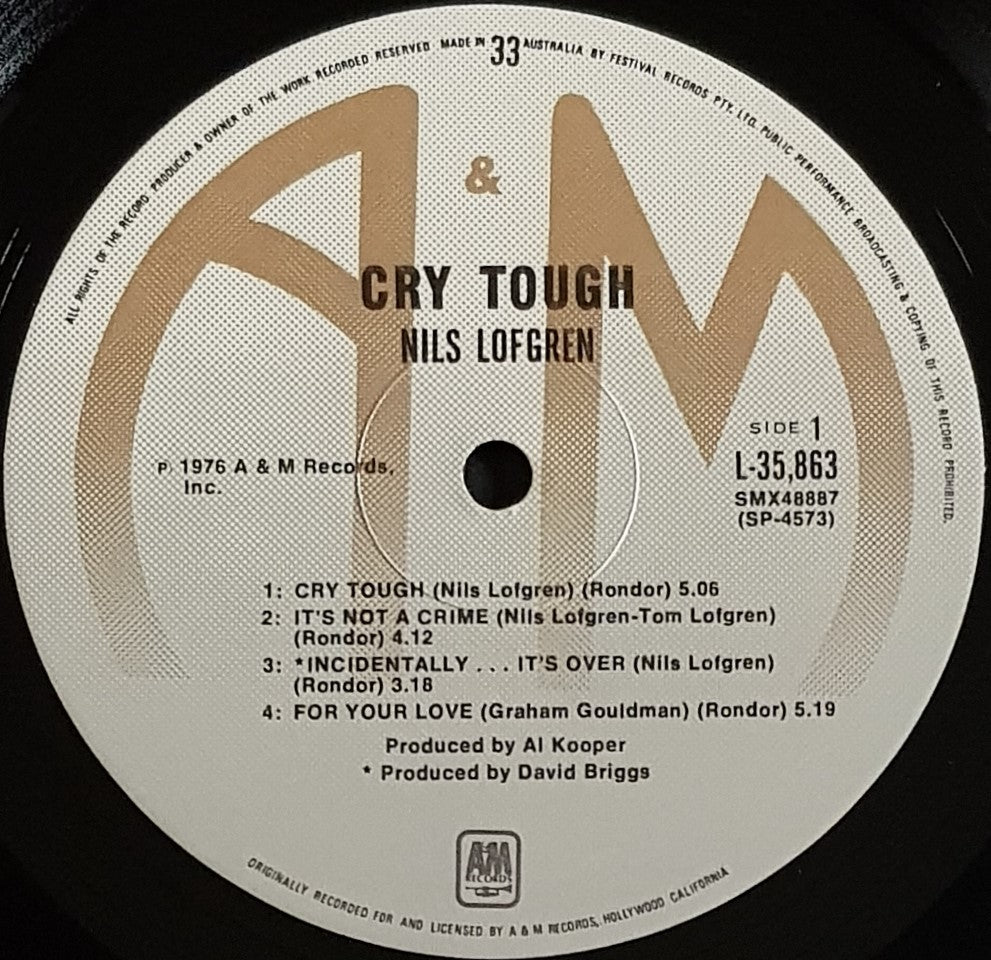 ALL RIGHTS OF THE RECORD PRODUCER & OWNER OF THE WORK RECORDED RESERVED. MADE IN AUSTRALIA BY FESTIVAL RECORDS PTY. LTD. PUBLIC PERFORMANCE BROADCASTING & COPYING OF THIS RECORD PROHIBITED.
33
A & M
CRY TOUGH
NILS LOFGREN
SIDE 1
L-35,863
SMX48887
(SP-4573)
P. 1976 A & M Records,
Inc.
1: CRY TOUGH (Nils Lofgren) (Rondor) 5.06
2: IT'S NOT A CRIME (Nils Lofgren-Tom Lofgren)
(Rondor) 4.12
3: *INCIDENTALLY . . . IT'S OVER (Nils Lofgren)
(Rondor) 3.18
4: FOR YOUR LOVE (Graham Gouldman) (Rondor) 5.19
Produced by Al Kooper
* Produced by David Briggs
A&M
RECORDS
ORIGINALLY RECORDED FOR AND LICENSED BY A & M RECORDS, HOLLYWOOD CALIFORNIA